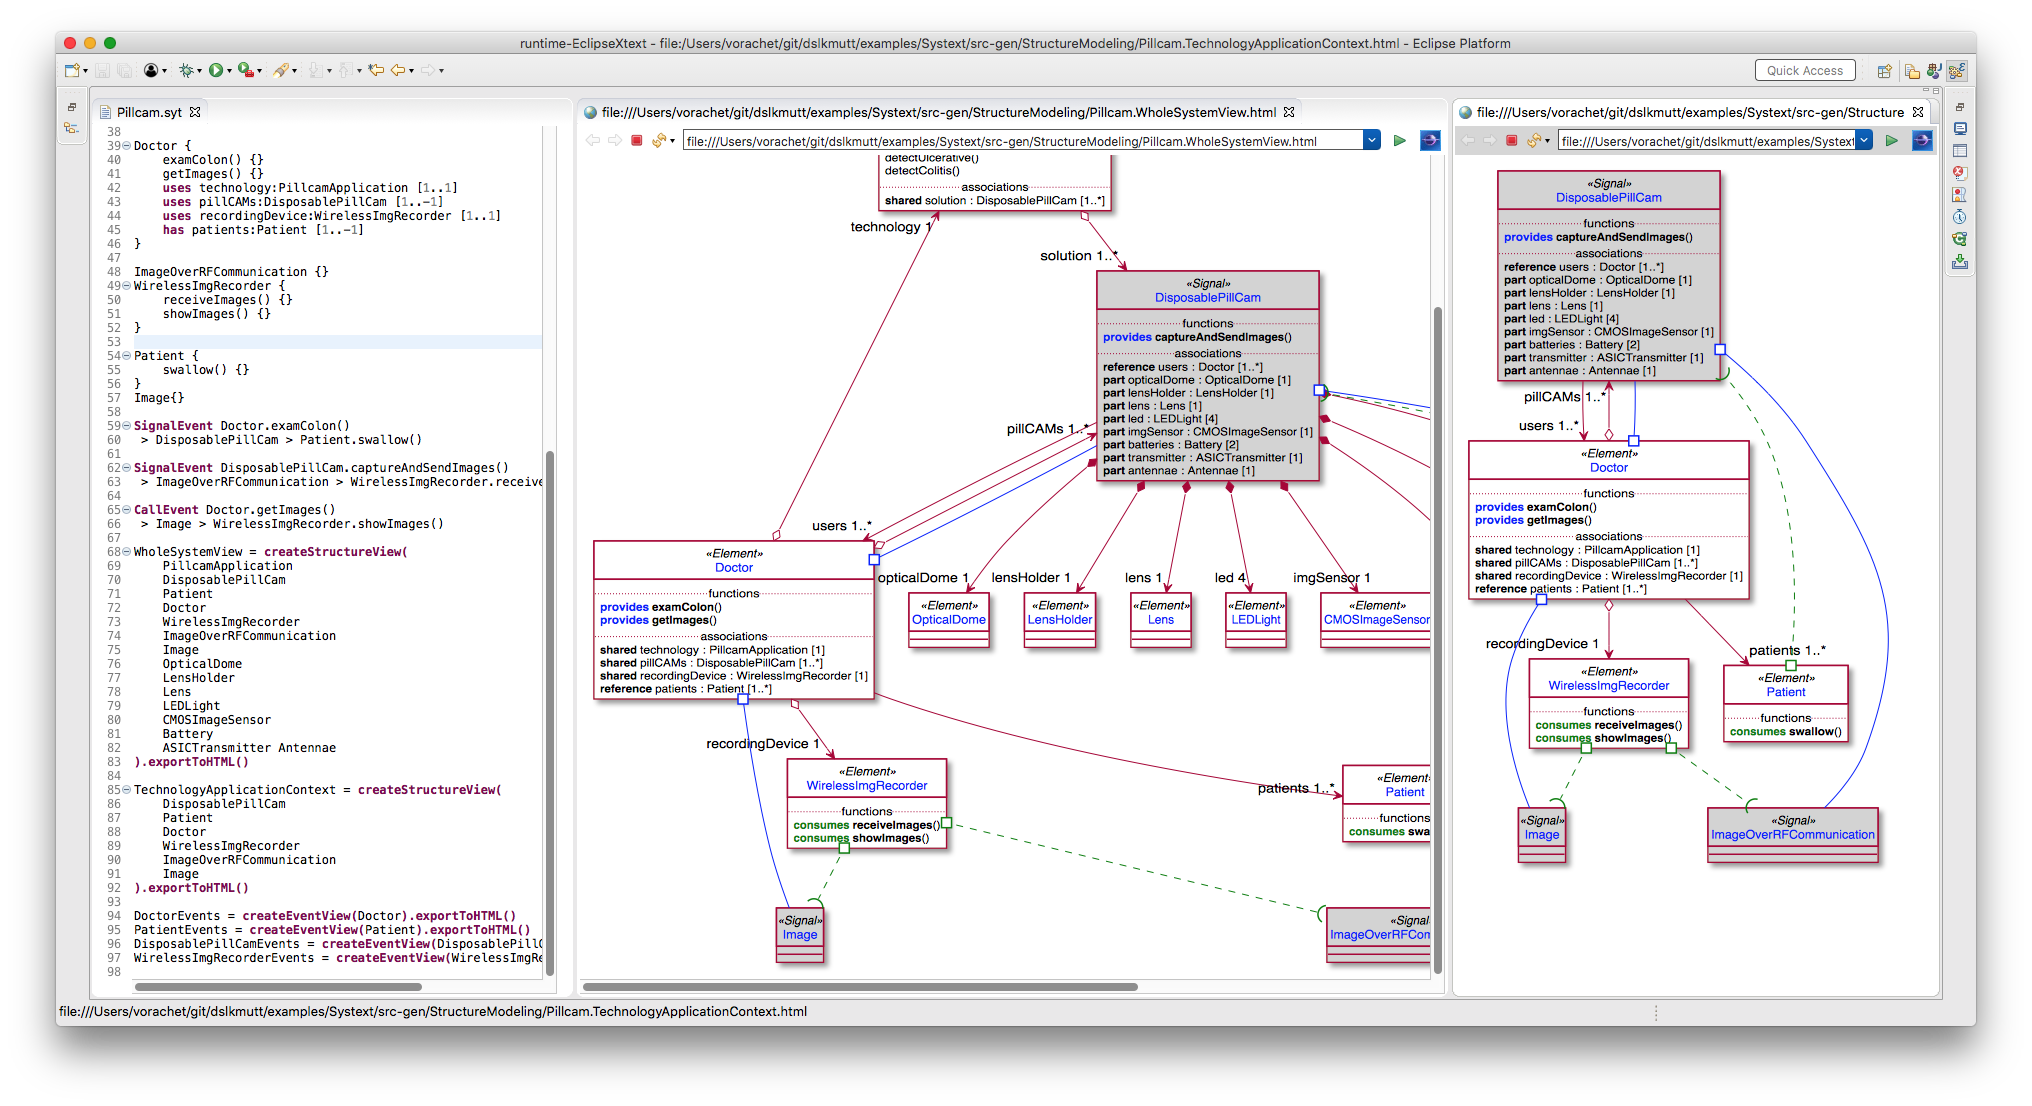 runtime-EclipseXtext - file:/Users/vorachet/git/dslkmutt/examples/Systext/src-gen/StructureModeling/Pillcam.TechnologyApplicationContext.html - Eclipse Platform
Quick Access
Pillcam.syt
38
39 Doctor {
40 examColon() {}
41 getImages() {}
42 uses technology:PillcamApplication [1..1]
43 uses pillCAMs:DisposablePillCam [1..-1]
44 uses recordingDevice:WirelessImgRecorder [1..1]
45 has patients:Patient [1..-1]
46 }
47
48 ImageOverRFCommunication {}
49 WirelessImgRecorder {
50 receiveImages() {}
51 showImages() {}
52 }
53
54 Patient {
55 swallow() {}
56 }
57 Image{}
58
59 SignalEvent Doctor.examColon()
60 > DisposablePillCam > Patient.swallow()
61
62 SignalEvent DisposablePillCam.captureAndSendImages()
63 > ImageOverRFCommunication > WirelessImgRecorder.receive
64
65 CallEvent Doctor.getImages()
66 > Image > WirelessImgRecorder.showImages()
67
68 WholeSystemView = createStructureView(
69 PillcamApplication
70 DisposablePillCam
71 Patient
72 Doctor
73 WirelessImgRecorder
74 ImageOverRFCommunication
75 Image
76 OpticalDome
77 LensHolder
78 Lens
79 LEDLight
80 CMOSImageSensor
81 Battery
82 ASICTransmitter Antennae
83 ).exportToHTML()
84
85 TechnologyApplicationContext = createStructureView(
86 DisposablePillCam
87 Patient
88 Doctor
89 WirelessImgRecorder
90 ImageOverRFCommunication
91 Image
92 ).exportToHTML()
93
94 DoctorEvents = createEventView(Doctor).exportToHTML()
95 PatientEvents = createEventView(Patient).exportToHTML()
96 DisposablePillCamEvents = createEventView(DisposablePillC
97 WirelessImgRecorderEvents = createEventView(WirelessImgRe
98
file:///Users/vorachet/git/dslkmutt/examples/Systext/src-gen/StructureModeling/Pillcam.WholeSystemView.html
file:///Users/vorachet/git/dslkmutt/examples/Systext/src-gen/StructureModeling/Pillcam.WholeSystemView.html
detectUlcerative()
detectColitis()
associations
shared solution : DisposablePillCam [1..*]
technology 1
solution 1..*
«Signal»
DisposablePillCam
functions
provides captureAndSendImages()
associations
reference users : Doctor [1..*]
part opticalDome : OpticalDome [1]
part lensHolder : LensHolder [1]
part lens : Lens [1]
part led : LEDLight [4]
part imgSensor : CMOSImageSensor [1]
part batteries : Battery [2]
part transmitter : ASICTransmitter [1]
part antennae : Antennae [1]
pillCAMs 1..*
users 1..*
«Element»
Doctor
functions
provides examColon()
provides getImages()
associations
shared technology : PillcamApplication [1]
shared pillCAMs : DisposablePillCam [1..*]
shared recordingDevice : WirelessImgRecorder [1]
reference patients : Patient [1..*]
opticalDome 1
lensHolder 1
lens 1
led 4
imgSensor 1
«Element»
OpticalDome
«Element»
LensHolder
«Element»
Lens
«Element»
LEDLight
«Element»
CMOSImageSensor
recordingDevice 1
«Element»
WirelessImgRecorder
functions
consumes receiveImages()
consumes showImages()
patients 1..*
«Element»
Patient
functions
consumes swa
«Signal»
Image
«Signal»
ImageOverRFCom
file:///Users/vorachet/git/dslkmutt/examples/Systext/src-gen/Structure
file:///Users/vorachet/git/dslkmutt/examples/Systext
«Signal»
DisposablePillCam
functions
provides captureAndSendImages()
associations
reference users : Doctor [1..*]
part opticalDome : OpticalDome [1]
part lensHolder : LensHolder [1]
part lens : Lens [1]
part led : LEDLight [4]
part imgSensor : CMOSImageSensor [1]
part batteries : Battery [2]
part transmitter : ASICTransmitter [1]
part antennae : Antennae [1]
pillCAMs 1..*
users 1..*
«Element»
Doctor
functions
provides examColon()
provides getImages()
associations
shared technology : PillcamApplication [1]
shared pillCAMs : DisposablePillCam [1..*]
shared recordingDevice : WirelessImgRecorder [1]
reference patients : Patient [1..*]
recordingDevice 1
patients 1..*
«Element»
WirelessImgRecorder
functions
consumes receiveImages()
consumes showImages()
«Element»
Patient
functions
consumes swallow()
«Signal»
Image
«Signal»
ImageOverRFCommunication
file:///Users/vorachet/git/dslkmutt/examples/Systext/src-gen/StructureModeling/Pillcam.TechnologyApplicationContext.html